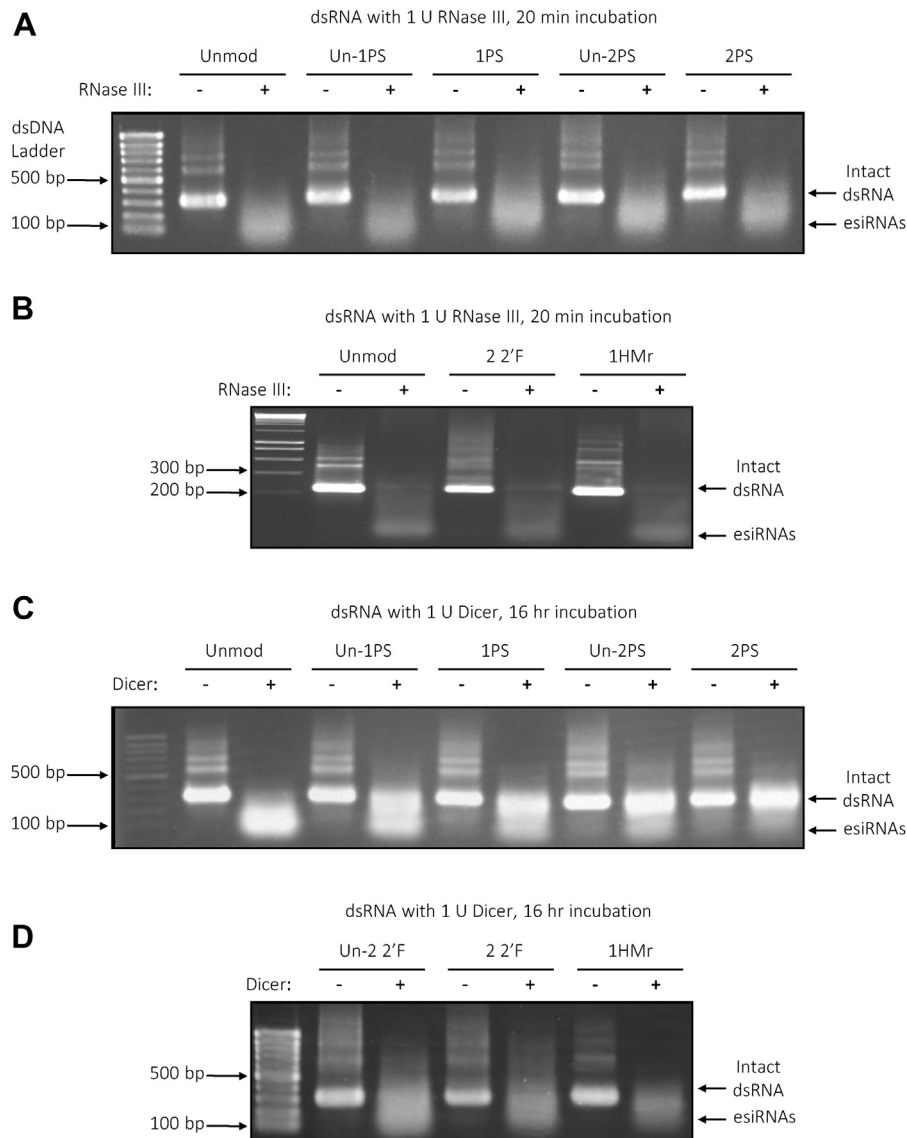 A
dsRNA with 1 U RNase III, 20 min incubation
Unmod Un-1PS 1PS Un-2PS 2PS
RNase III: - + - + - + - + - +
dsDNA
Ladder
500 bp
100 bp
Intact
dsRNA
esiRNAs
B
dsRNA with 1 U RNase III, 20 min incubation
Unmod 2 2'F 1HMr
RNase III: - + - + - +
300 bp
200 bp
Intact
dsRNA
esiRNAs
C
dsRNA with 1 U Dicer, 16 hr incubation
Unmod Un-1PS 1PS Un-2PS 2PS
Dicer: - + - + - + - + - +
500 bp
100 bp
Intact
dsRNA
esiRNAs
D
dsRNA with 1 U Dicer, 16 hr incubation
Un-2 2'F 2 2'F 1HMr
Dicer: - + - + - +
500 bp
100 bp
Intact
dsRNA
esiRNAs